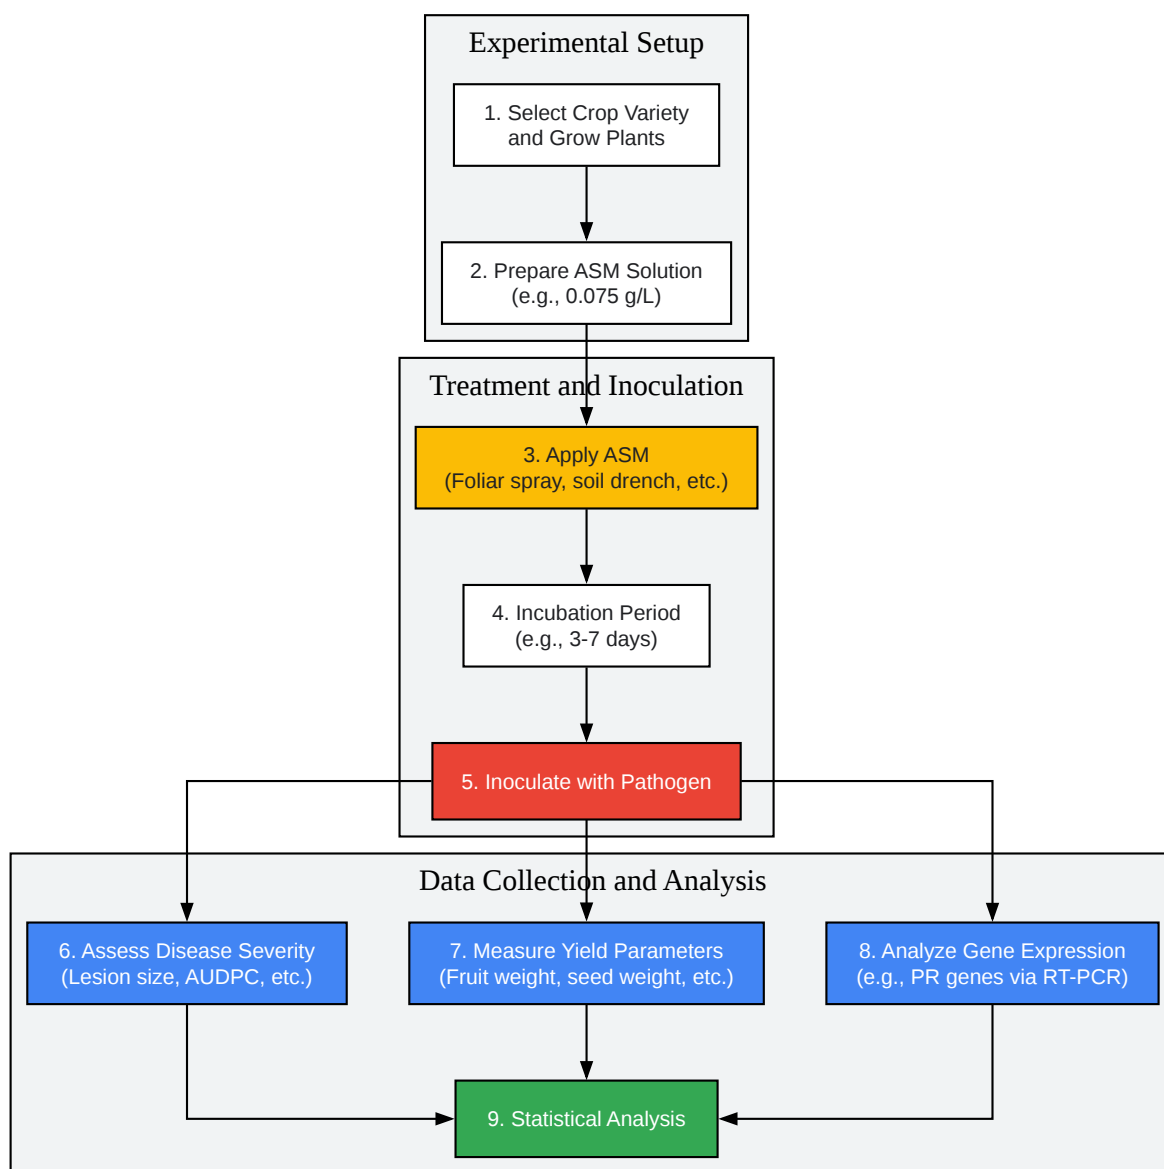 Experimental Setup
1. Select Crop Variety
and Grow Plants
2. Prepare ASM Solution
(e.g., 0.075 g/L)
Treatment and Inoculation
3. Apply ASM
(Foliar spray, soil drench, etc.)
4. Incubation Period
(e.g., 3-7 days)
5. Inoculate with Pathogen
Data Collection and Analysis
6. Assess Disease Severity
(Lesion size, AUDPC, etc.)
7. Measure Yield Parameters
(Fruit weight, seed weight, etc.)
8. Analyze Gene Expression
(e.g., PR genes via RT-PCR)
9. Statistical Analysis